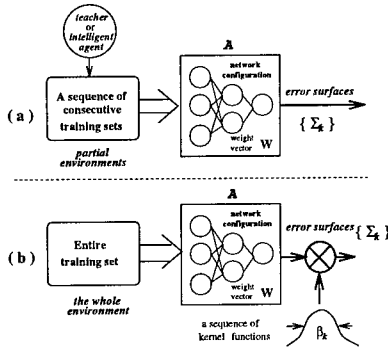 teacher
or
intelligent
agent
A
network
configuration
error surfaces
( a )
A sequence of
consecutive
training sets
{ Σk }
weight
vector
W
partial
environments
A
network
configuration
error surfaces
{ Σk }
( b )
Entire
training set
weight
vector
W
the whole
environment
a sequence of
kernel functions
βk